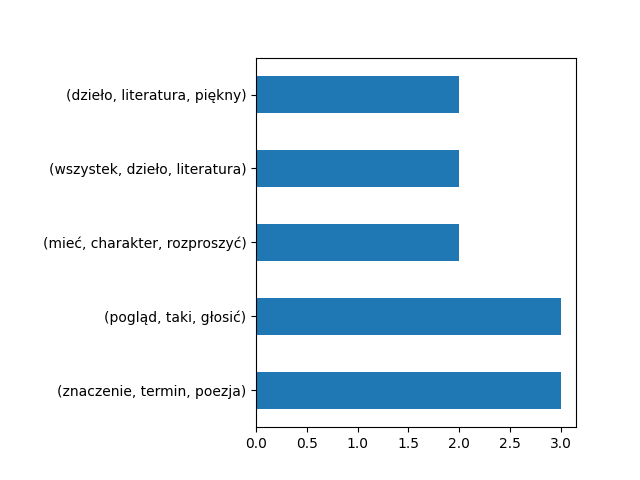 (dzieło, literatura, piękny)
(wszystek, dzieło, literatura)
(mieć, charakter, rozproszyć)
(pogląd, taki, głosić)
(znaczenie, termin, poezja)
0.0 0.5 1.0 1.5 2.0 2.5 3.0